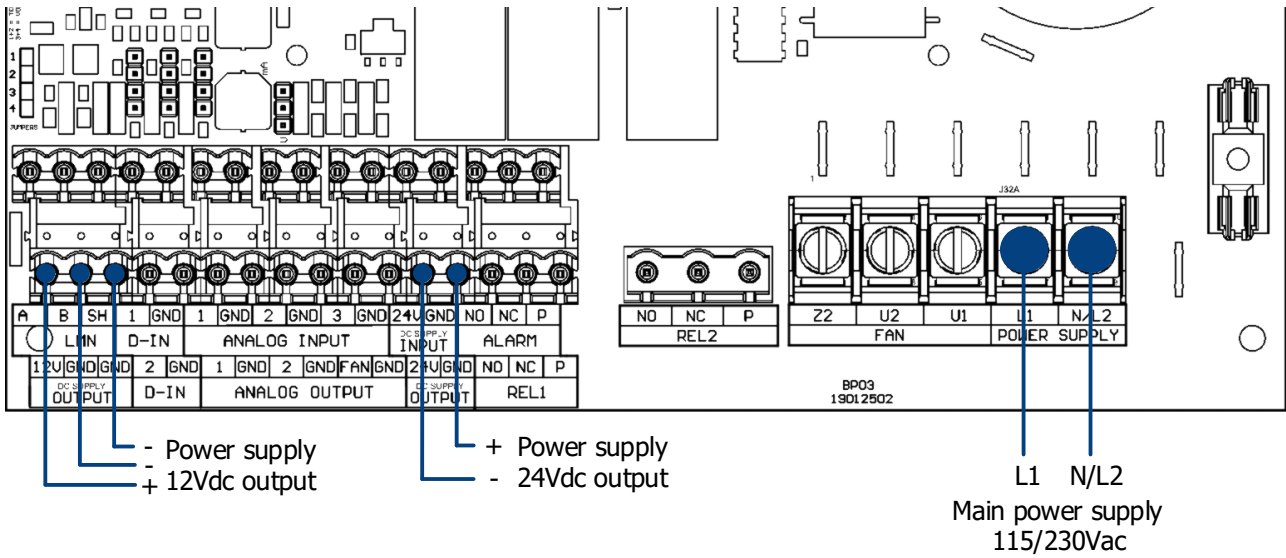 1
2
3
4
JUMPERS
mA
U
1
J32A
A B SH 1 GND 1 GND 2 GND 3 GND 24V GND NO NC P
LMN D-IN ANALOG INPUT DC SUPPLY INPUT ALARM
12V GND GND 2 GND 1 GND 2 GND FAN GND 24V GND NO NC P
DC SUPPLY OUTPUT D-IN ANALOG OUTPUT DC SUPPLY OUTPUT REL1
NO NC P
REL2
Z2 U2 U1 L1 N/L2
FAN POWER SUPPLY
BP03
19D12502
- Power supply
-
+ 12Vdc output
+ Power supply
- 24Vdc output
L1 N/L2
Main power supply
115/230Vac